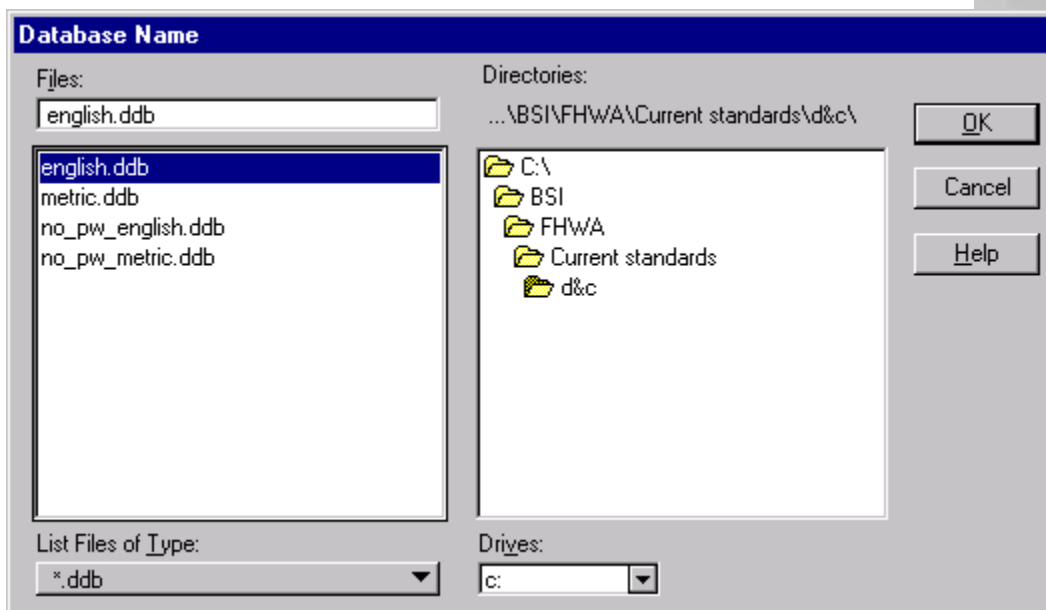 Database Name
Files:
english.ddb
english.ddb
metric.ddb
no_pw_english.ddb
no_pw_metric.ddb
List Files of Type:
*.ddb
Directories:
...\BSI\FHWA\Current standards\d&c\
C:\
BSI
FHWA
Current standards
d&c
Drives:
c:
OK
Cancel
Help